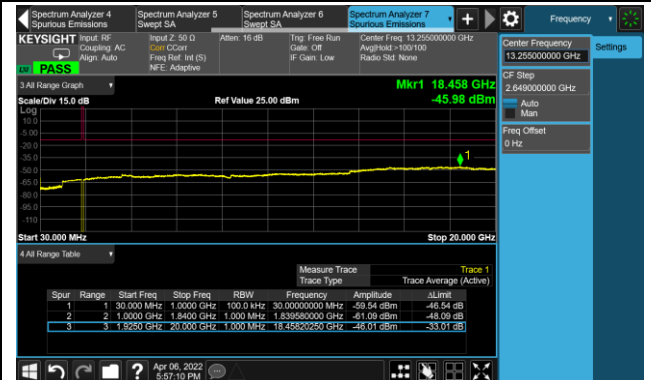 Spectrum Analyzer 4
Spurious Emissions
Spectrum Analyzer 5
Swept SA
Spectrum Analyzer 6
Swept SA
Spectrum Analyzer 7
Spurious Emissions
Frequency
KEYSIGHT
Input: RF
Coupling: AC
Align: Auto
Input Z: 50 Ω
Corr CCorr
Freq Ref: Int (S)
NFE: Adaptive
Atten: 16 dB
Trig: Free Run
Gate: Off
IF Gain: Low
Center Freq: 13.255000000 GHz
Avg|Hold:>100/100
Radio Std: None
PASS
Center Frequency
13.255000000 GHz
Settings
CF Step
2.649000000 GHz
Auto
Man
Freq Offset
0 Hz
3 All Range Graph
Mkr1 18.458 GHz
Scale/Div 15.0 dB
Ref Value 25.00 dBm
-45.98 dBm
Log
10.0
-5.00
-20.0
-35.0
-50.0
-65.0
-80.0
-95.0
-110
1
Start 30.000 MHz
Stop 20.000 GHz
4 All Range Table
Measure Trace Trace 1
Trace Type Trace Average (Active)
Spur Range Start Freq Stop Freq RBW Frequency Amplitude ΔLimit
1 1 30.000 MHz 1.0000 GHz 100.0 kHz 30.00000000 MHz -59.54 dBm -46.54 dB
2 2 1.0000 GHz 1.8400 GHz 1.000 MHz 1.839580000 GHz -61.09 dBm -48.09 dB
3 3 1.9250 GHz 20.000 GHz 1.000 MHz 18.45820250 GHz -46.01 dBm -33.01 dB
Apr 06, 2022
5:57:10 PM